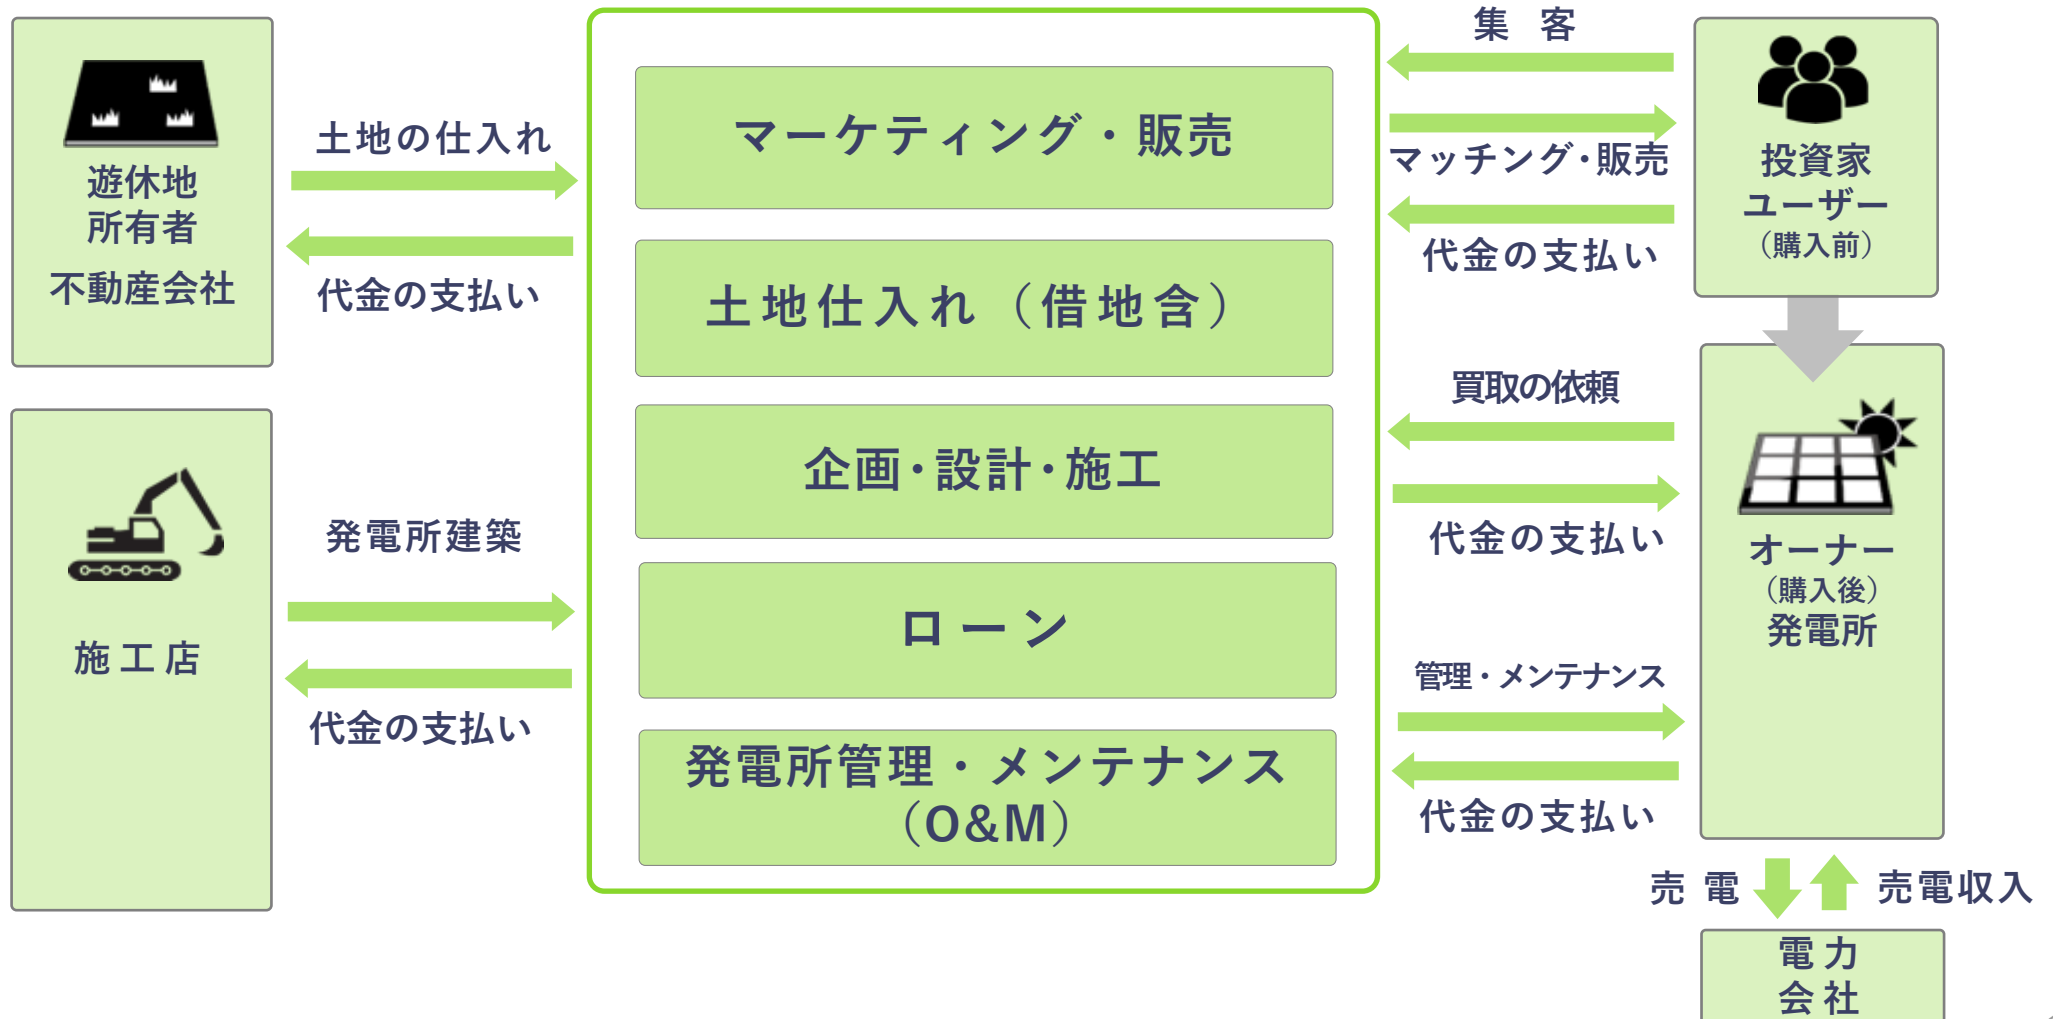 遊休地
所有者
不動産会社
土地の仕入れ
代金の支払い
施工店
発電所建築
代金の支払い
マーケティング・販売
土地仕入れ（借地含）
企画・設計・施工
ローン
発電所管理・メンテナンス
（O&M）
集 客
マッチング・販売
代金の支払い
投資家
ユーザー
（購入前）
買取の依頼
代金の支払い
管理・メンテナンス
代金の支払い
オーナー
（購入後）
発電所
売 電
売電収入
電力
会社